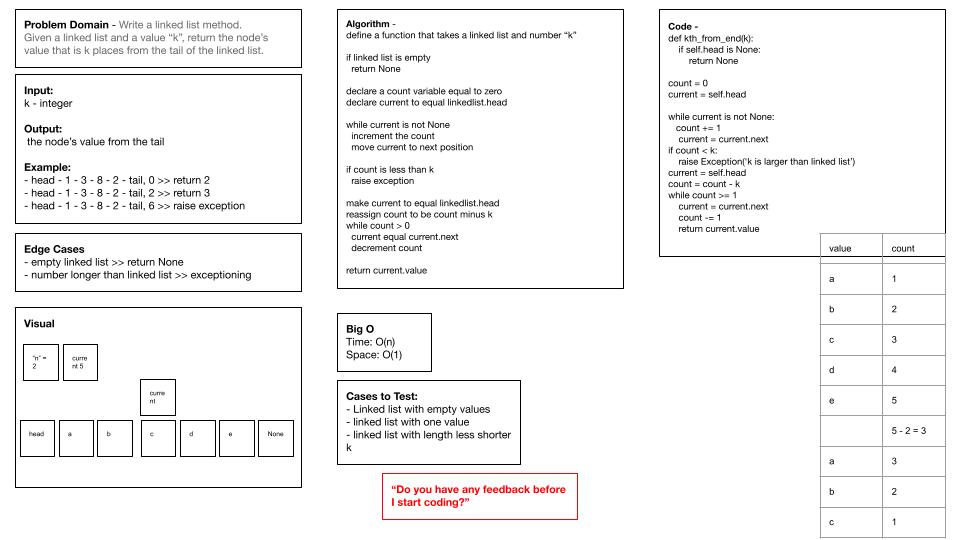 Problem Domain - Write a linked list method.
Given a linked list and a value “k”, return the node’s
value that is k places from the tail of the linked list.
Input:
k - integer
Output:
the node’s value from the tail
Example:
- head - 1 - 3 - 8 - 2 - tail, 0 >> return 2
- head - 1 - 3 - 8 - 2 - tail, 2 >> return 3
- head - 1 - 3 - 8 - 2 - tail, 6 >> raise exception
Edge Cases
- empty linked list >> return None
- number longer than linked list >> exceptioning
Visual
“n” =
2
curre
nt 5
curre
nt
head a b c d e None
Algorithm -
define a function that takes a linked list and number “k”
if linked list is empty
return None
declare a count variable equal to zero
declare current to equal linkedlist.head
while current is not None
increment the count
move current to next position
if count is less than k
raise exception
make current to equal linkedlist.head
reassign count to be count minus k
while count > 0
current equal current.next
decrement count
return current.value
Big O
Time: O(n)
Space: O(1)
Cases to Test:
- Linked list with empty values
- linked list with one value
- linked list with length less shorter
k
“Do you have any feedback before
I start coding?”
Code -
def kth_from_end(k):
if self.head is None:
return None
count = 0
current = self.head
while current is not None:
count += 1
current = current.next
if count < k:
raise Exception(‘k is larger than linked list’)
current = self.head
count = count - k
while count >= 1
current = current.next
count -= 1
return current.value
value count
a 1
b 2
c 3
d 4
e 5
5 - 2 = 3
a 3
b 2
c 1